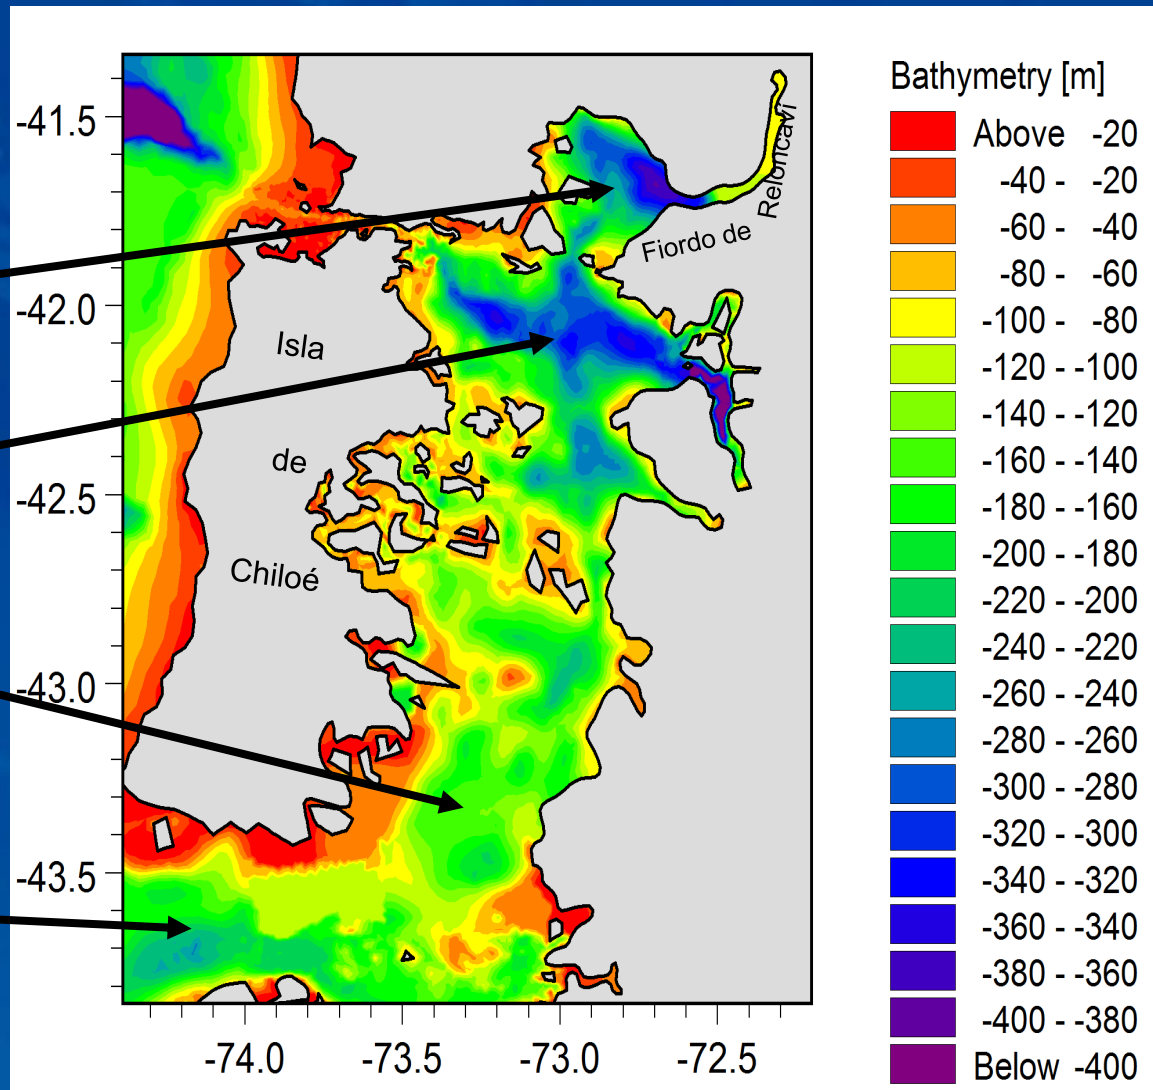 Bathymetry [m]
Above -20
-40 - -20
-60 - -40
-80 - -60
-100 - -80
-120 - -100
-140 - -120
-160 - -140
-180 - -160
-200 - -180
-220 - -200
-240 - -220
-260 - -240
-280 - -260
-300 - -280
-320 - -300
-340 - -320
-360 - -340
-380 - -360
-400 - -380
Below -400
-41.5
-42.0
-42.5
-43.0
-43.5
-74.0 -73.5 -73.0 -72.5
Fiordo de
Reloncavi
Isla
de
Chiloé